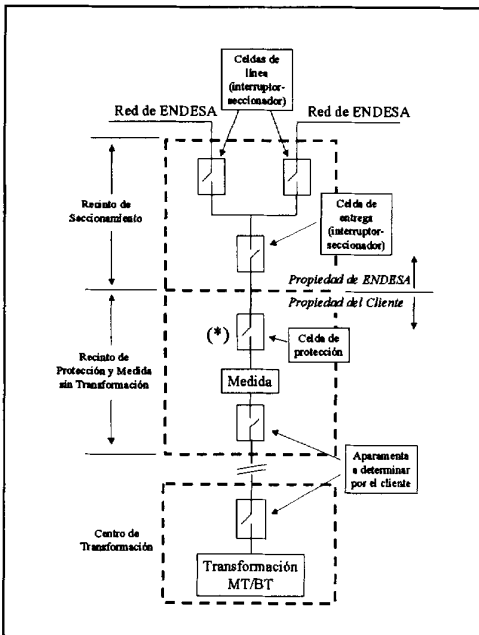 Celdas de
línea
(interruptor-
seccionador)
Red de ENDESA
Red de ENDESA
Recinto de
Seccionamiento
Celda de
entrega
(interruptor-
seccionador)
Propiedad de ENDESA
Propiedad del Cliente
(*)
Celda de
protección
Recinto de
Protección y Medida
sin Transformación
Medida
Aparamenta
a determinar
por el cliente
Centro de
Transformación
Transformación
MT/BT